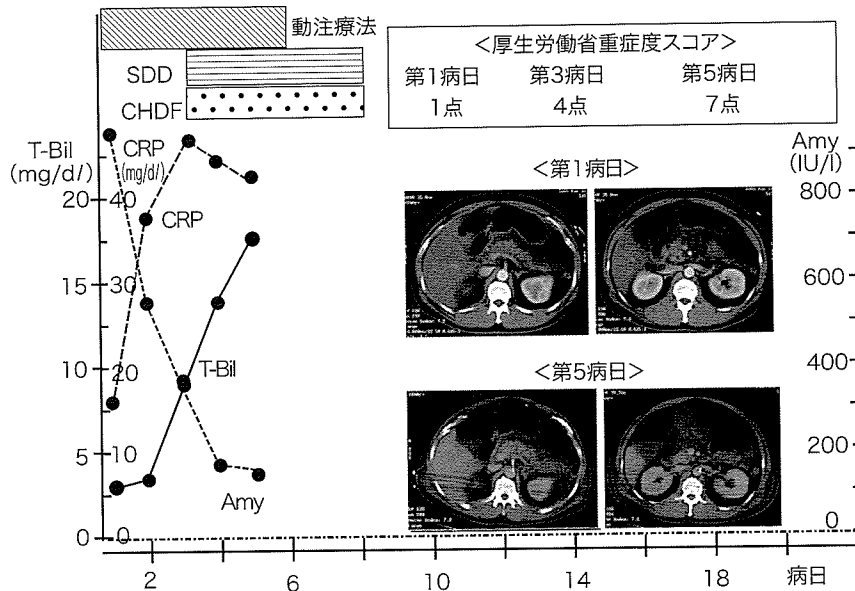 動注療法
SDD
CHDF
<厚生労働省重症度スコア>
第1病日 第3病日 第5病日
1点 4点 7点
T-Bil
(mg/dl)
CRP
(mg/dl)
Amy
(IU/l)
20
15
10
5
0
40
30
20
10
0
CRP
T-Bil
Amy
<第1病日>
<第5病日>
800
600
400
200
0
2 6 10 14 18 病日